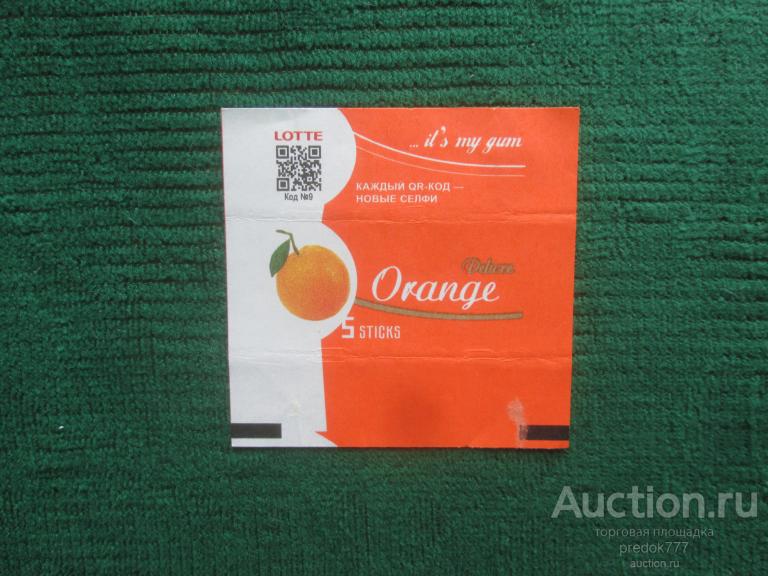 LOTTE
Код №9
... it's my gum
КАЖДЫЙ QR-КОД —
НОВЫЕ СЕЛФИ
Deluxe
Orange
5 STICKS
Auction.ru
торговая площадка
predok777
auction.ru